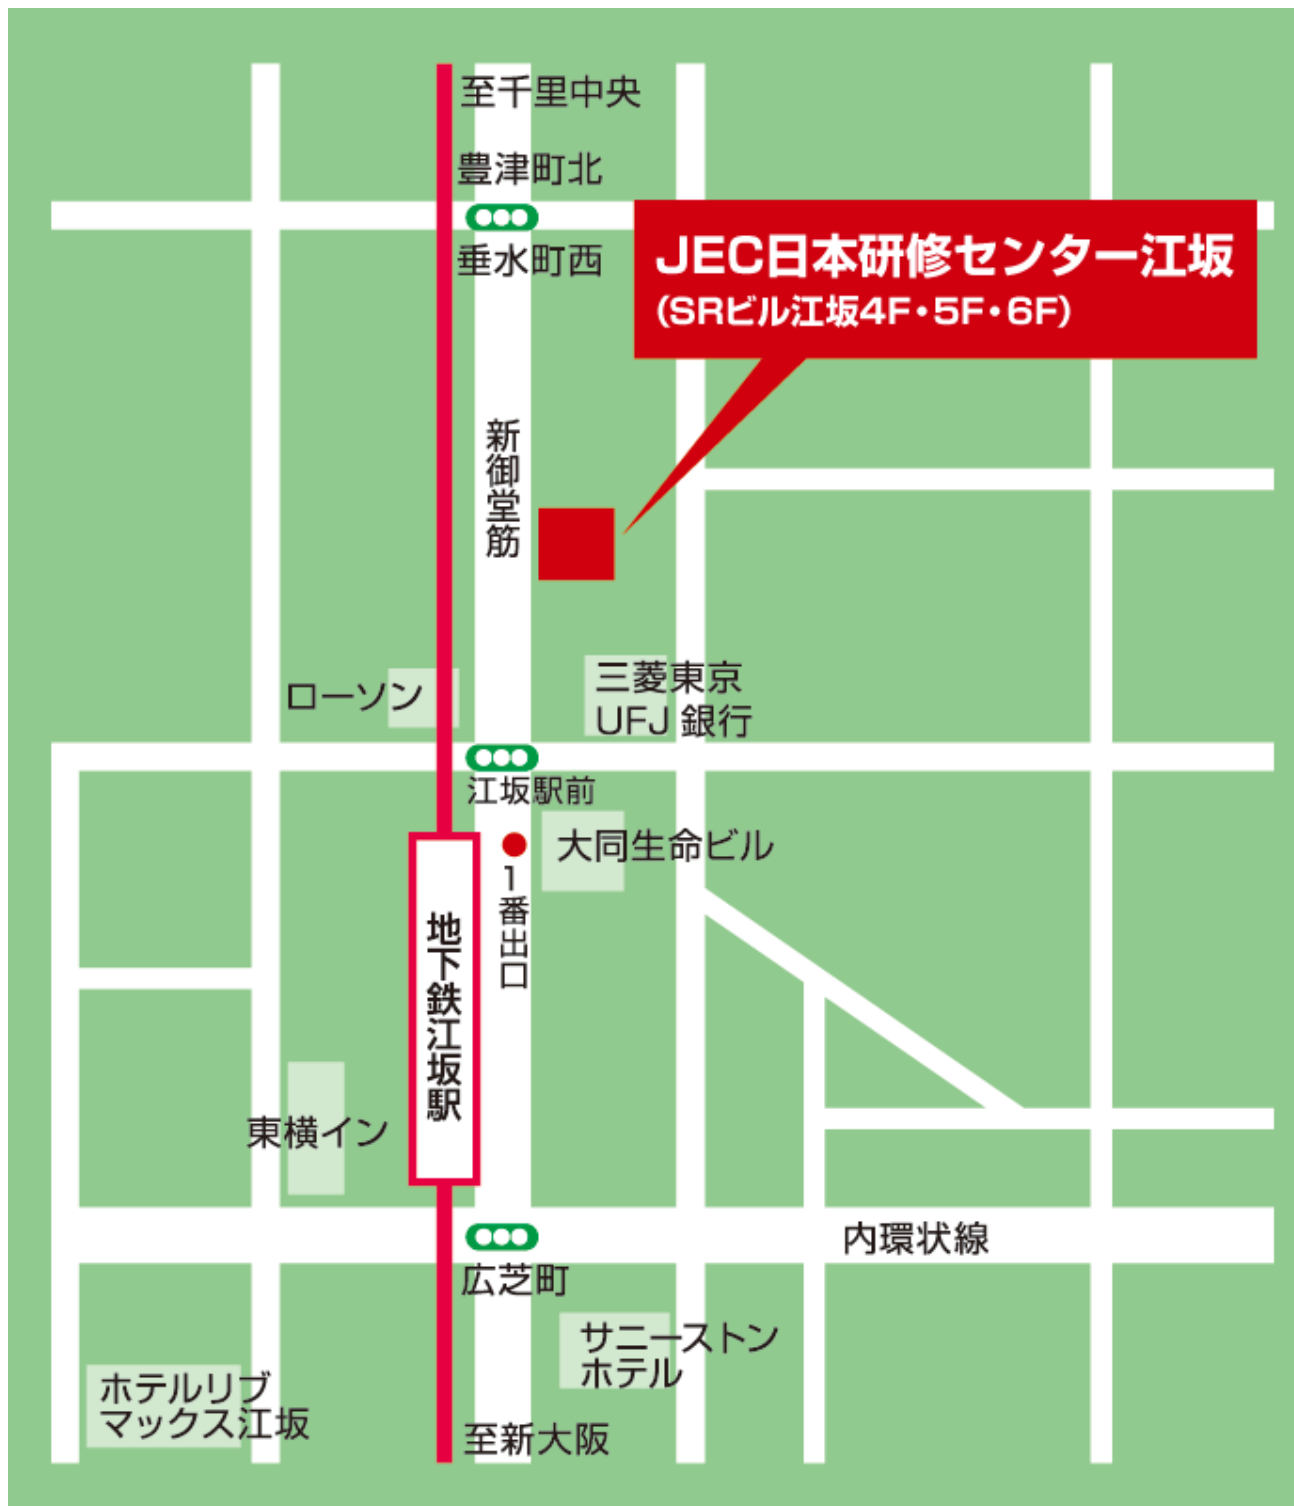 至千里中央
豊津町北
垂水町西
JEC日本研修センター江坂
(SRビル江坂4F・5F・6F)
新御堂筋
ローソン
三菱東京
UFJ 銀行
江坂駅前
大同生命ビル
1番出口
地下鉄江坂駅
東横イン
内環状線
広芝町
サニーストン
ホテル
ホテルリブ
マックス江坂
至新大阪